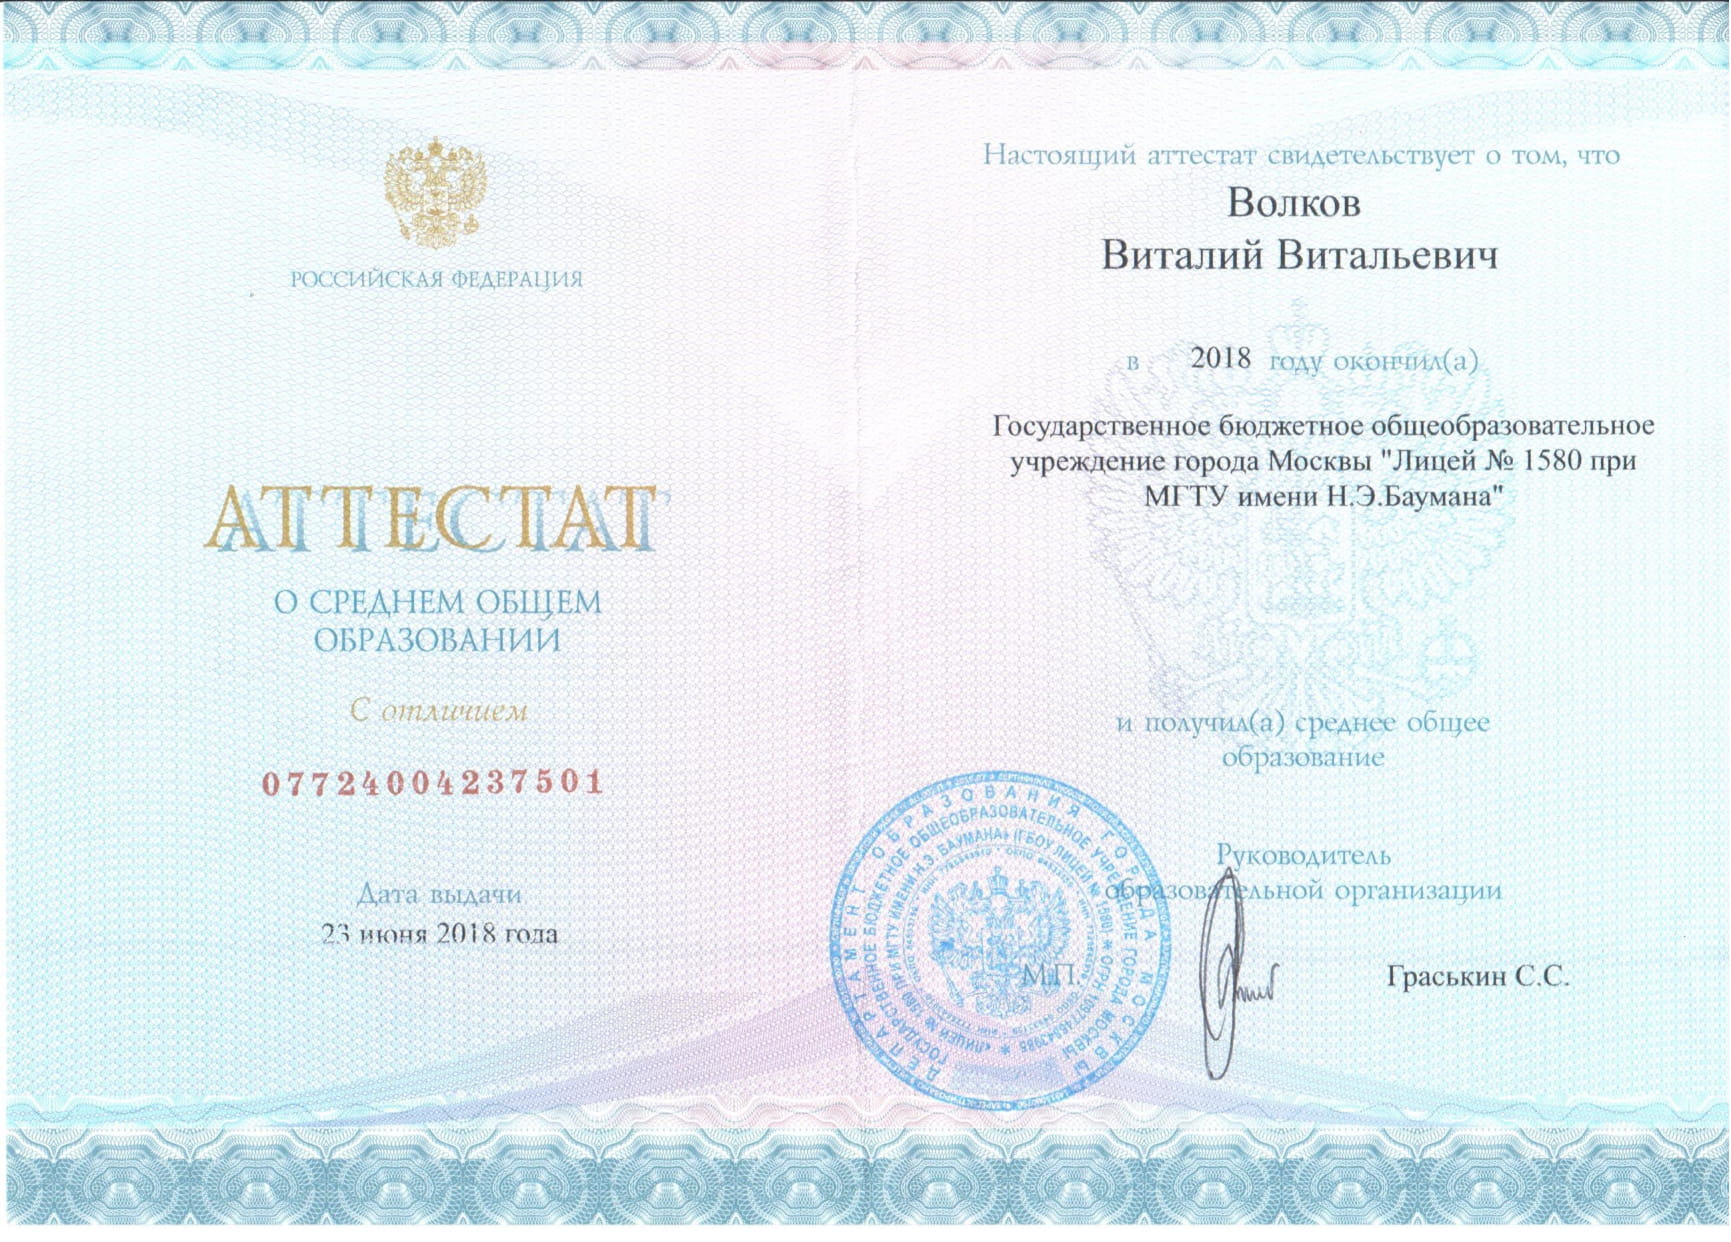 РОССИЙСКАЯ ФЕДЕРАЦИЯ
АТТЕСТАТ
О СРЕДНЕМ ОБЩЕМ
ОБРАЗОВАНИИ
С отличием
07724004237501
Дата выдачи
23 июня 2018 года
Настоящий аттестат свидетельствует о том, что
Волков
Виталий Витальевич
в 2018 году окончил(а)
Государственное бюджетное общеобразовательное
учреждение города Москвы "Лицей № 1580 при
МГТУ имени Н.Э.Баумана"
и получил(а) среднее общее
образование
Руководитель
образовательной организации
М.П.
Граськин С.С.
ДЕПАРТАМЕНТ ОБРАЗОВАНИЯ ГОРОДА МОСКВЫ
ГОСУДАРСТВЕННОЕ БЮДЖЕТНОЕ ОБЩЕОБРАЗОВАТЕЛЬНОЕ УЧРЕЖДЕНИЕ ГОРОДА МОСКВЫ
«ЛИЦЕЙ № 1580 ПРИ МГТУ ИМЕНИ Н.Э. БАУМАНА» (ГБОУ ЛИЦЕЙ № 1580) * ОГРН